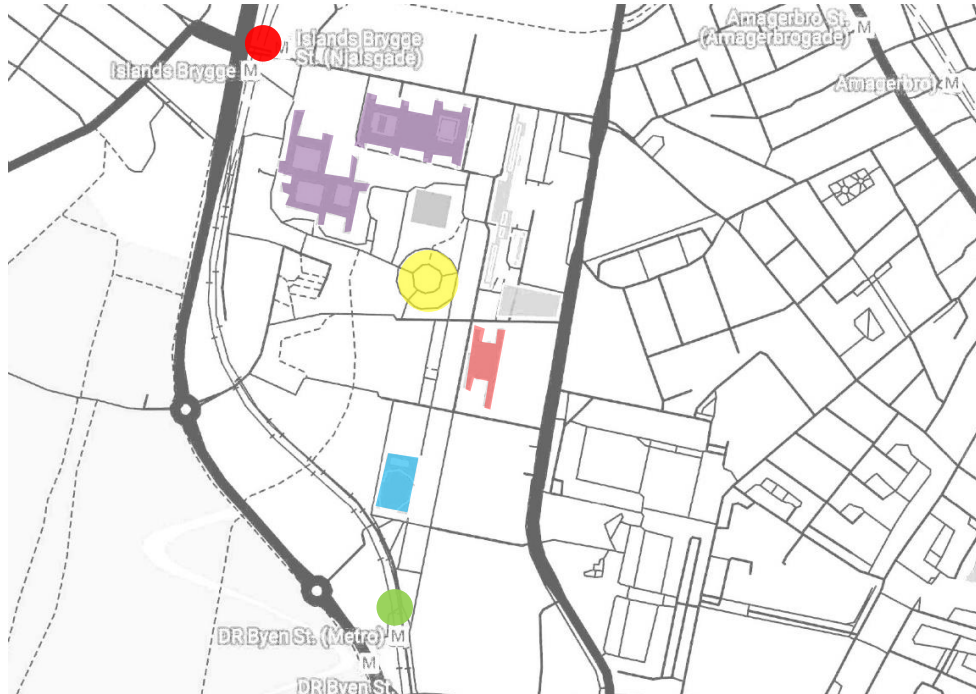 Amagerbro St.
(Amagerbrogade) M
M Islands Brygge
St. (Njalsgade)
Islands Brygge M
Amagerbro M
DR Byen St. (Metro) M
M
DR Byen St.